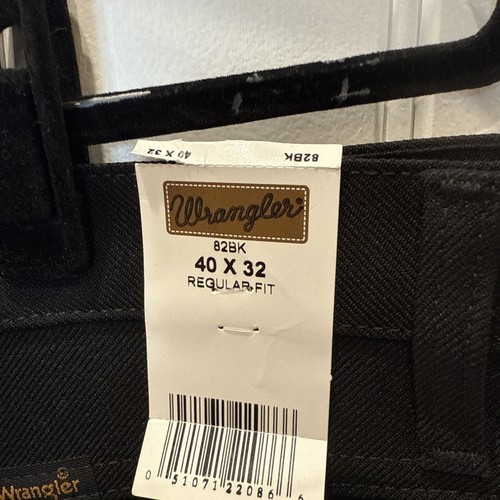 40 X 32 82BK
Wrangler
82BK
40 X 32
REGULAR FIT
0 51071 22086 6
Wrangler